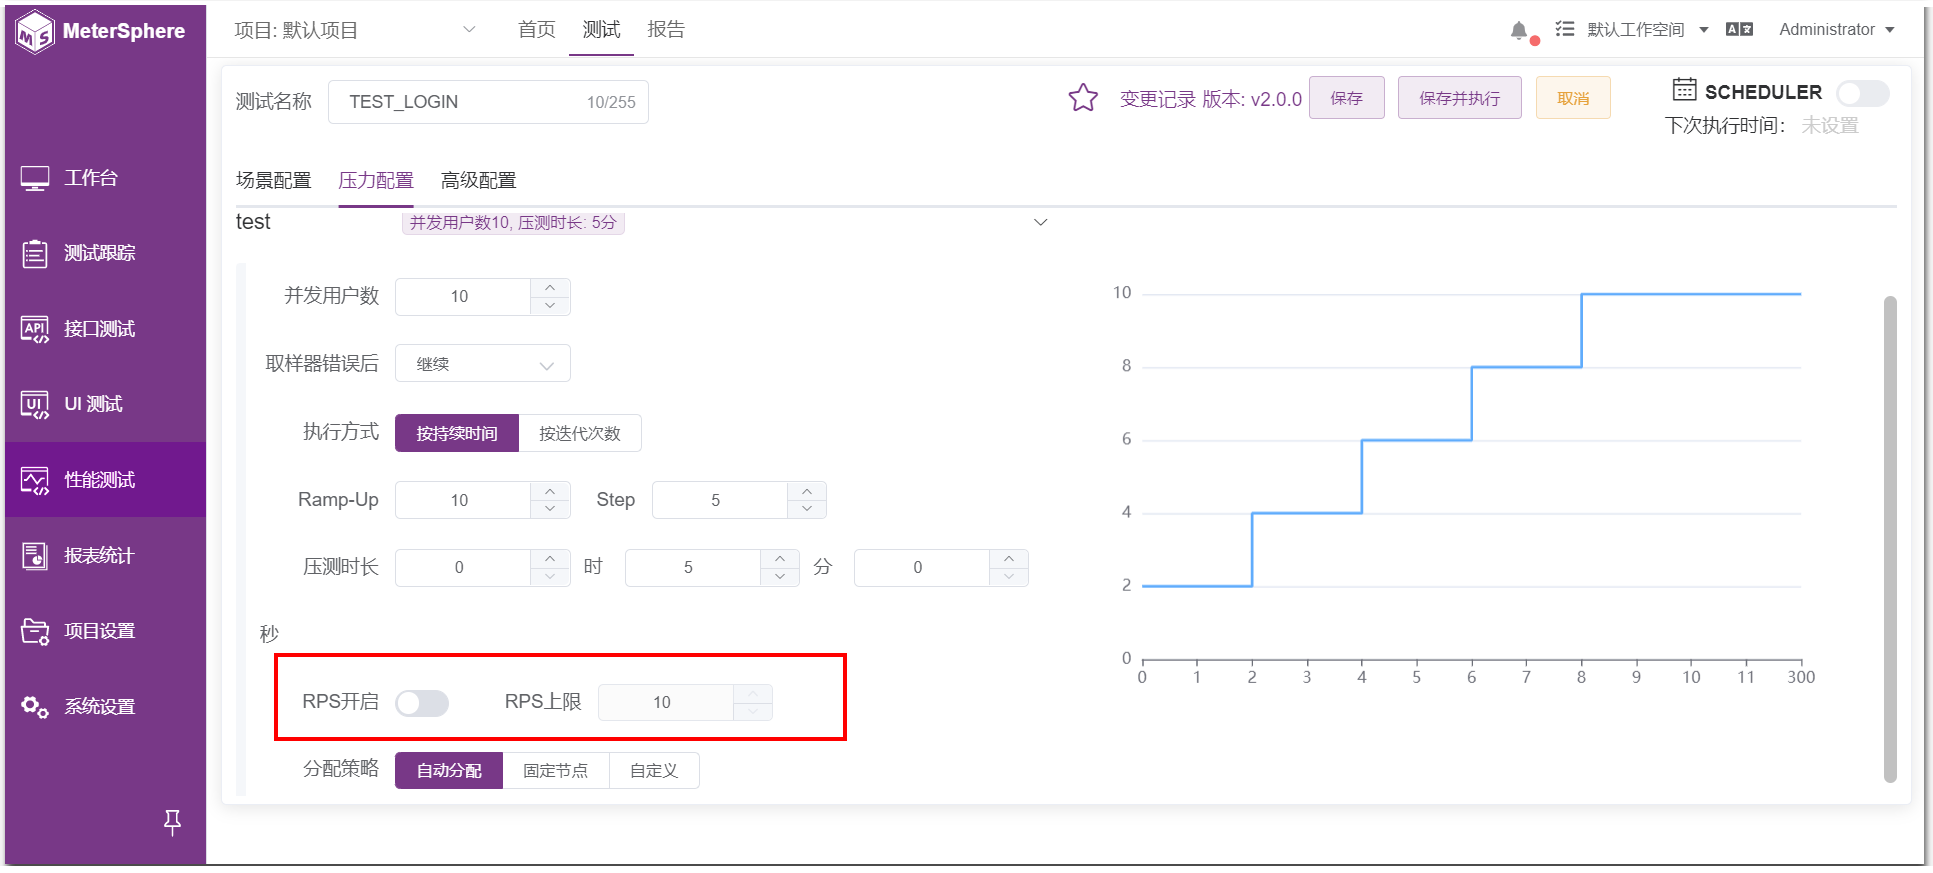 MeterSphere
项目: 默认项目 首页 测试 报告 默认工作空间 Administrator
测试名称 TEST_LOGIN 10/255 变更记录 版本: v2.0.0 保存 保存并执行 取消 SCHEDULER
下次执行时间: 未设置
工作台
测试跟踪
API 接口测试
UI UI 测试
性能测试
报表统计
项目设置
系统设置
场景配置 压力配置 高级配置
test 并发用户数10, 压测时长: 5分
并发用户数 10
取样器错误后 继续
执行方式 按持续时间 按迭代次数
Ramp-Up 10 Step 5
压测时长 0 时 5 分 0
秒
RPS开启 RPS上限 10
分配策略 自动分配 固定节点 自定义
10
8
6
4
2
0
0 1 2 3 4 5 6 7 8 9 10 11 300